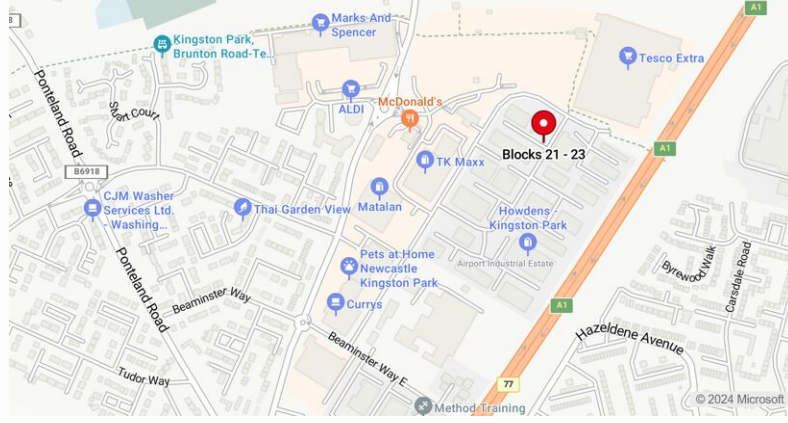 A1
Marks And
Spencer
Kingston Park,
Brunton Road-Te...
Tesco Extra
Ponteland Road
Stuart Court
ALDI
McDonald's
Blocks 21 - 23
A1
TK Maxx
B6918
CJM Washer
Services Ltd.
- Washing...
Thai Garden View
Matalan
Howdens -
Kingston Park
Airport Industrial Estate
Pets at Home
Newcastle
Kingston Park
Byrewood Walk
Carsdale Road
Beaminster Way
Currys
A1
Ponteland Road
Hazeldene Avenue
Beaminster Way E
Tudor Way
77
Method Training
© 2024 Microsoft